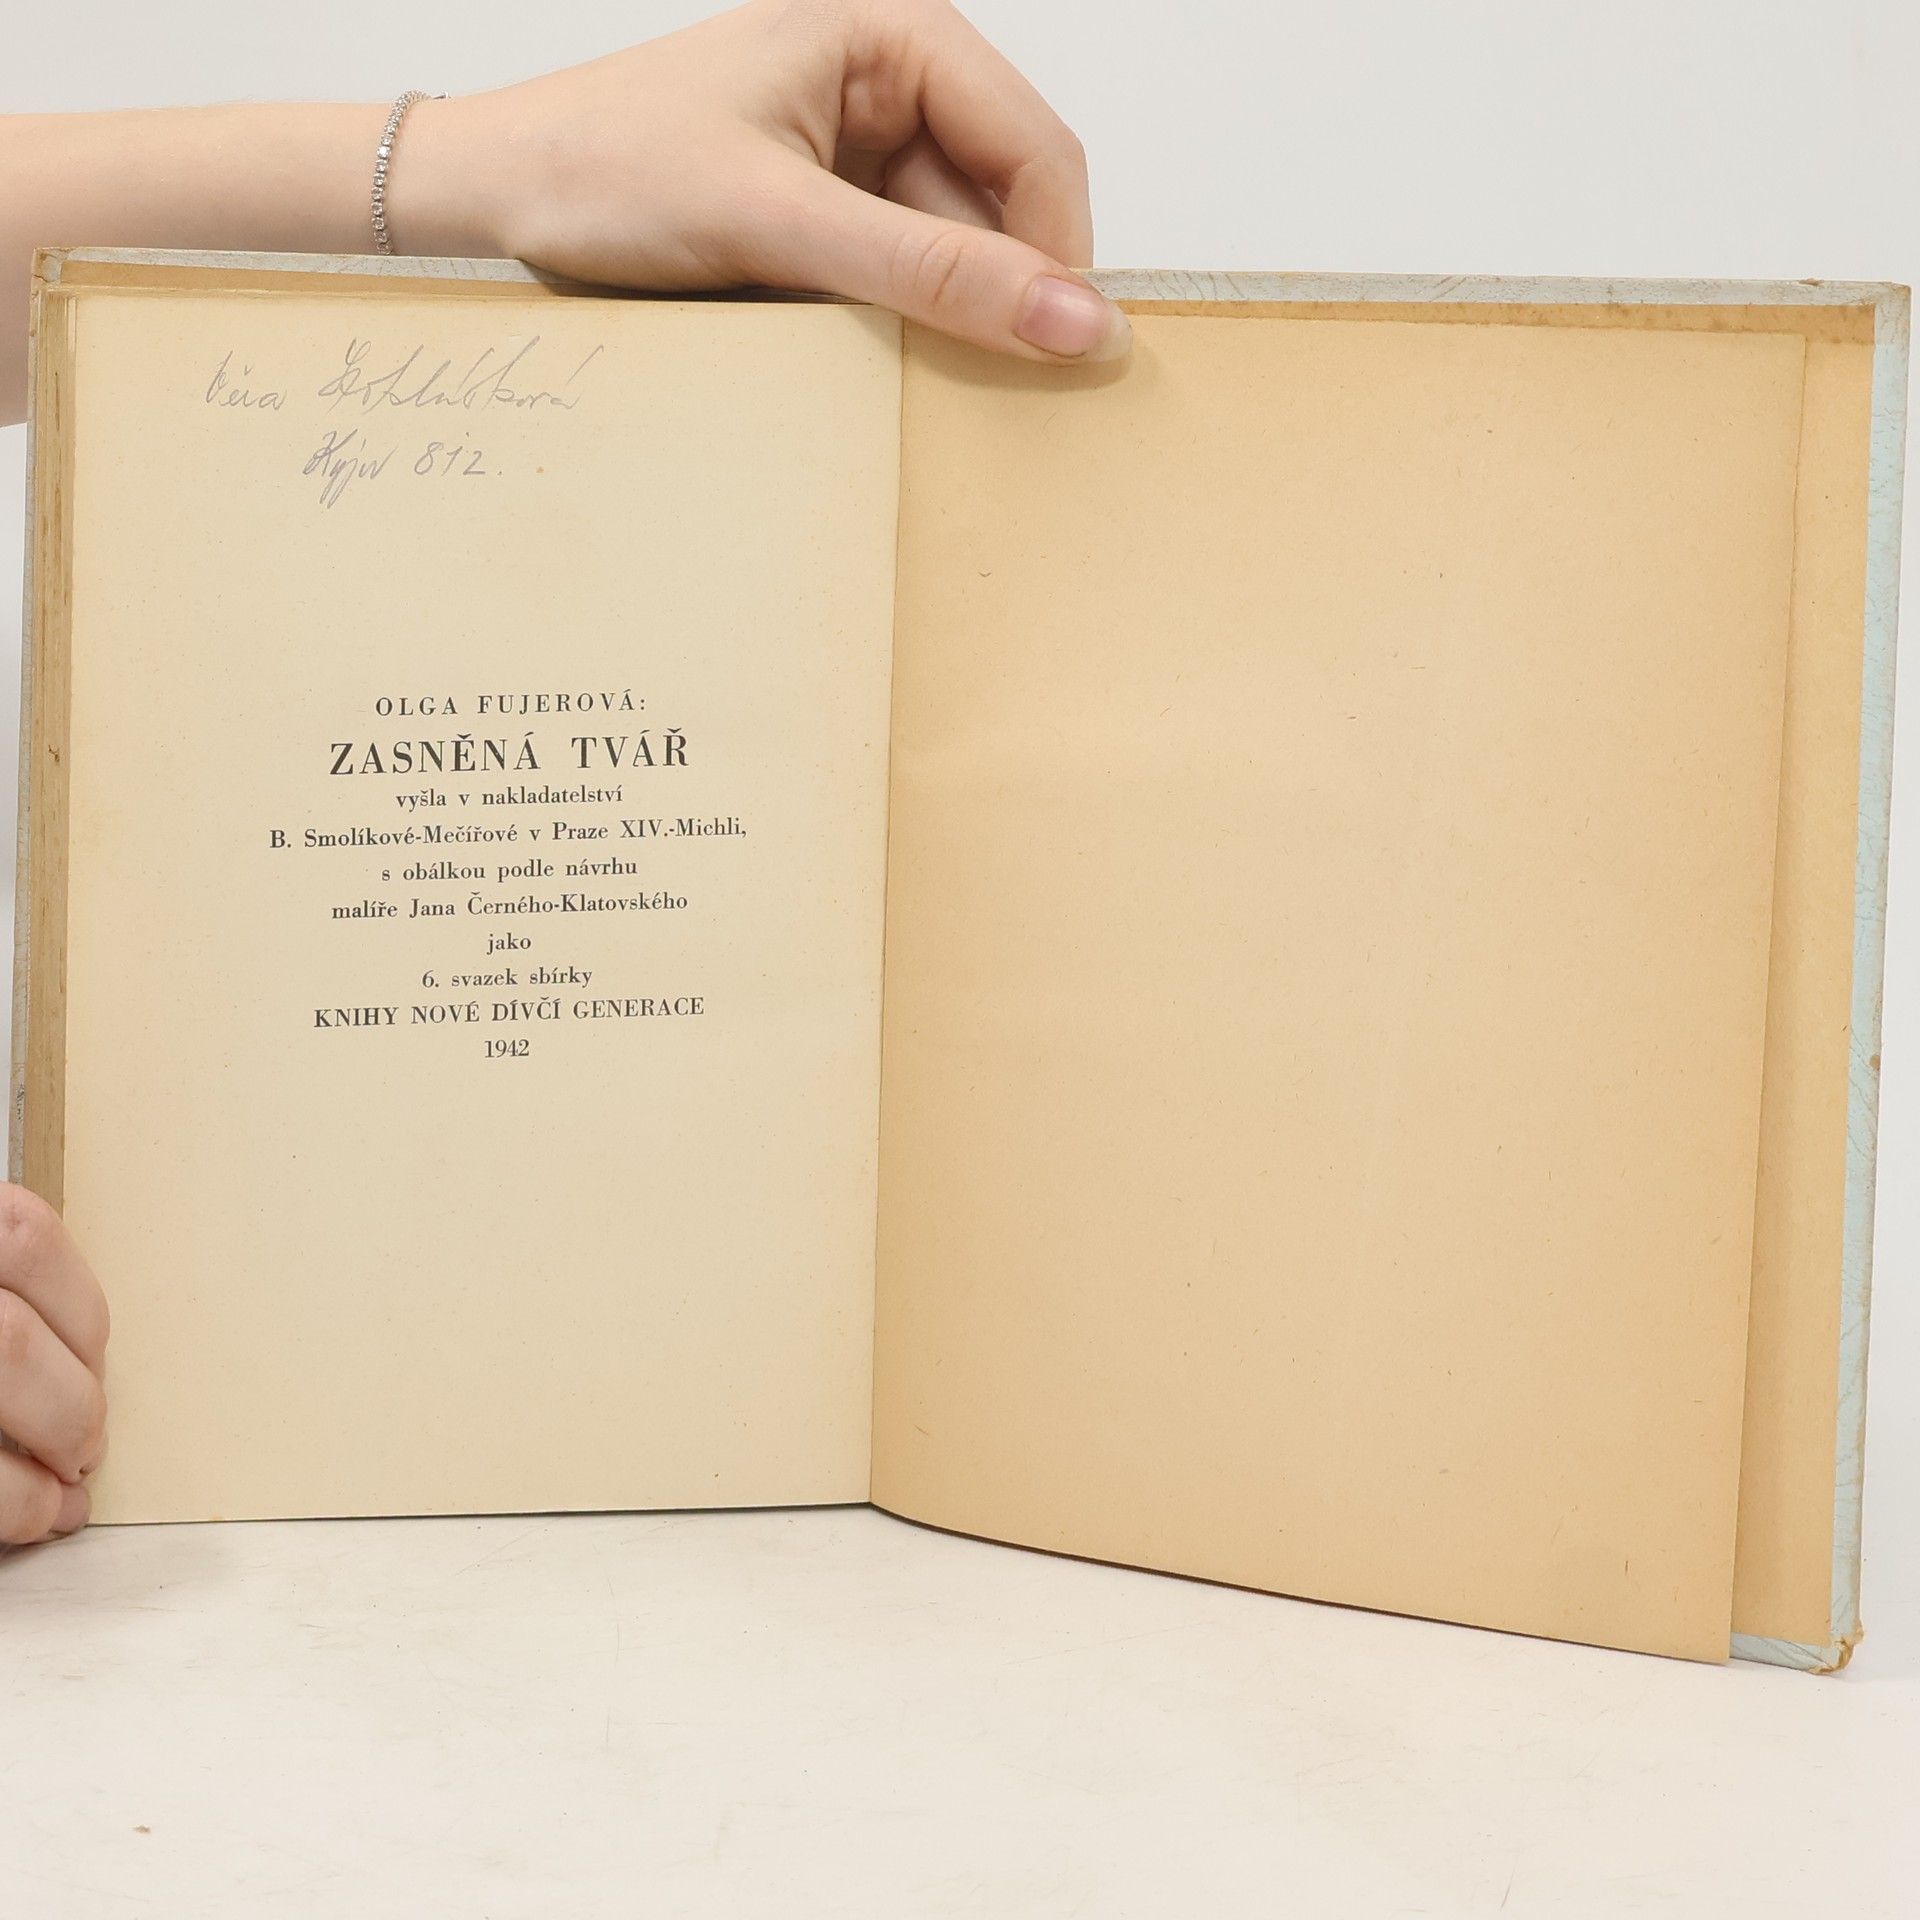 Věra
Kyjov 812.
OLGA FUJEROVÁ:
ZASNĚNÁ TVÁŘ
vyšla v nakladatelství
B. Smolíkové-Mečířové v Praze XIV.-Michli,
s obálkou podle návrhu
malíře Jana Černého-Klatovského
jako
6. svazek sbírky
KNIHY NOVÉ DÍVČÍ GENERACE
1942